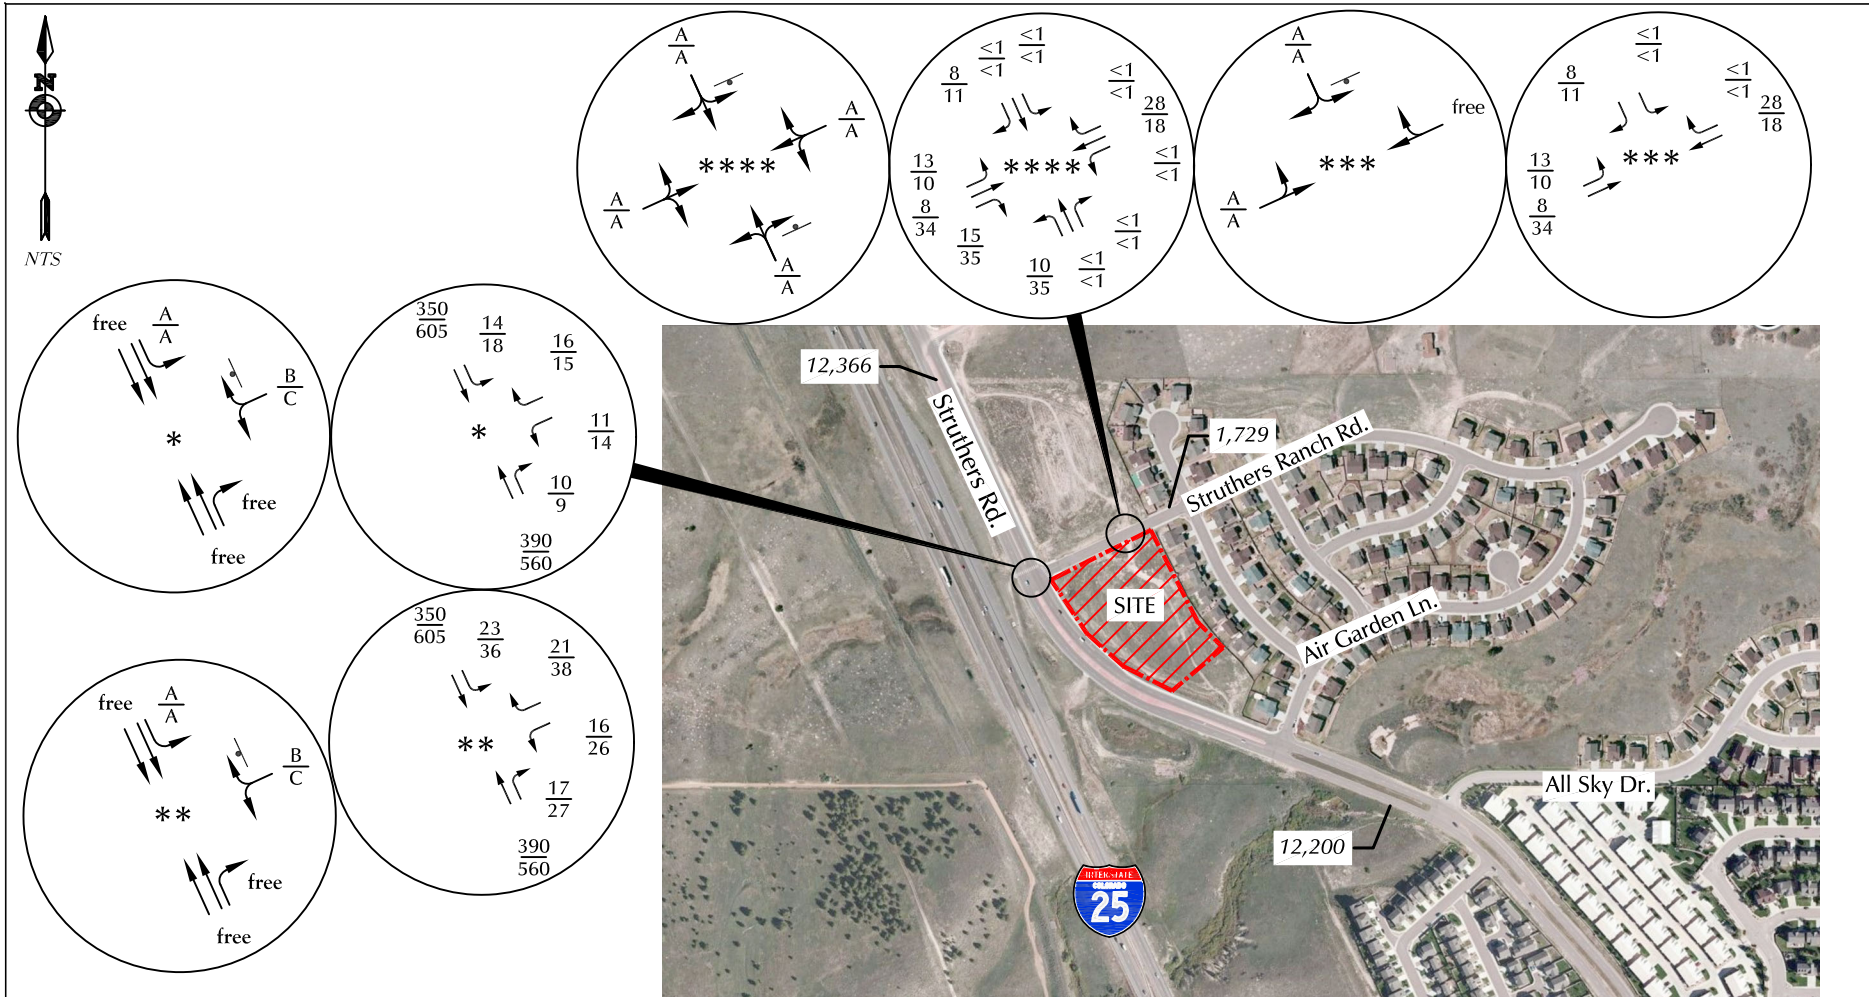 N
NTS
A
A
A
A
A
A
A
A
****
8
11
<1
<1
<1
<1
<1
<1
28
18
<1
<1
13
10
8
34
15
35
10
35
<1
<1
<1
<1
****
A
A
free
A
A
***
8
11
<1
<1
<1
<1
28
18
13
10
8
34
***
free
A
A
B
C
*
free
free
350
605
14
18
16
15
11
14
*
10
9
390
560
free
A
A
B
C
**
free
free
350
605
23
36
21
38
16
26
**
17
27
390
560
12,366
Struthers Rd.
1,729
Struthers Ranch Rd.
SITE
Air Garden Ln.
All Sky Dr.
12,200
INTERSTATE
COLORADO
25